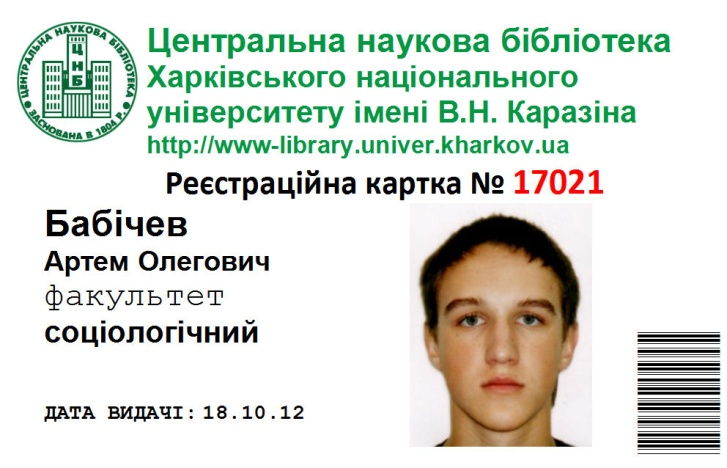 ЦЕНТРАЛЬНА НАУКОВА БІБЛІОТЕКА
ЦНБ
ЗАСНОВАНА В 1804 Р.
Центральна наукова бібліотека
Харківського національного
університету імені В.Н. Каразіна
http://www-library.univer.kharkov.ua
Реєстраційна картка № 17021
Бабічев
Артем Олегович
факультет
соціологічний
ДАТА ВИДАЧІ: 18.10.12